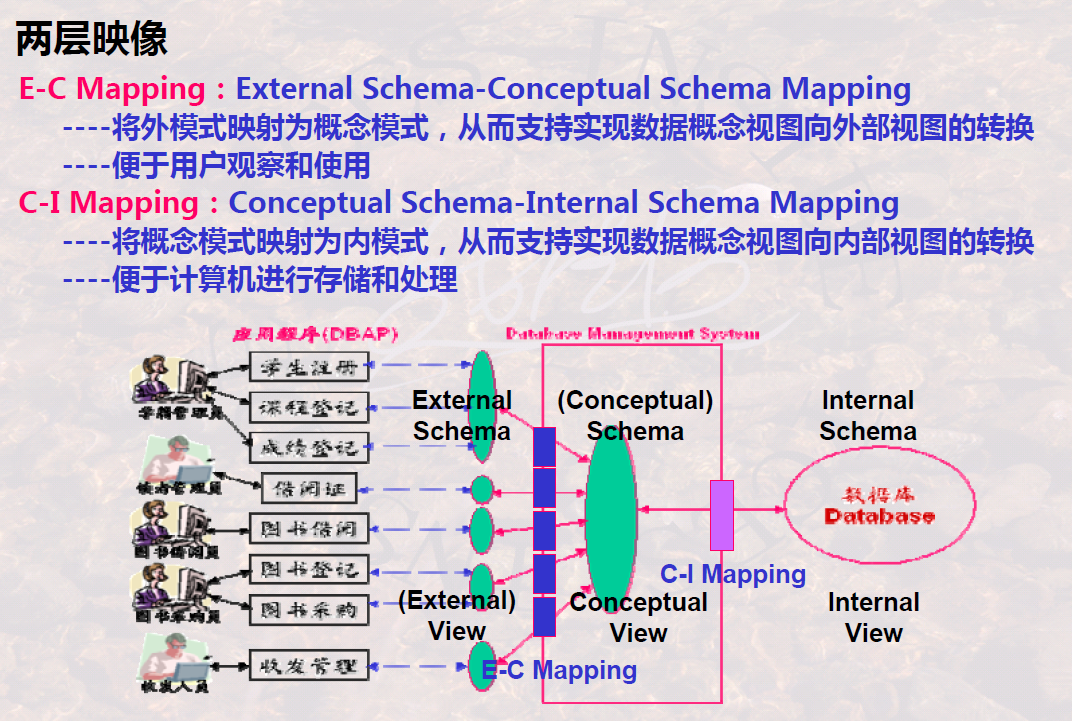 两层映像
E-C Mapping：External Schema-Conceptual Schema Mapping
----将外模式映射为概念模式，从而支持实现数据概念视图向外部视图的转换
----便于用户观察和使用
C-I Mapping：Conceptual Schema-Internal Schema Mapping
----将概念模式映射为内模式，从而支持实现数据概念视图向内部视图的转换
----便于计算机进行存储和处理
应用程序(DBAP)
Database Management System
学生注册
学籍管理员
课程登记
成绩登记
External
Schema
(Conceptual)
Schema
Internal
Schema
借阅证
管理员
图书借阅
图书借阅员
数据库
Database
图书登记
图书采购
图书采购员
C-I Mapping
(External)
View
Conceptual
View
Internal
View
收发管理
收发人员
E-C Mapping